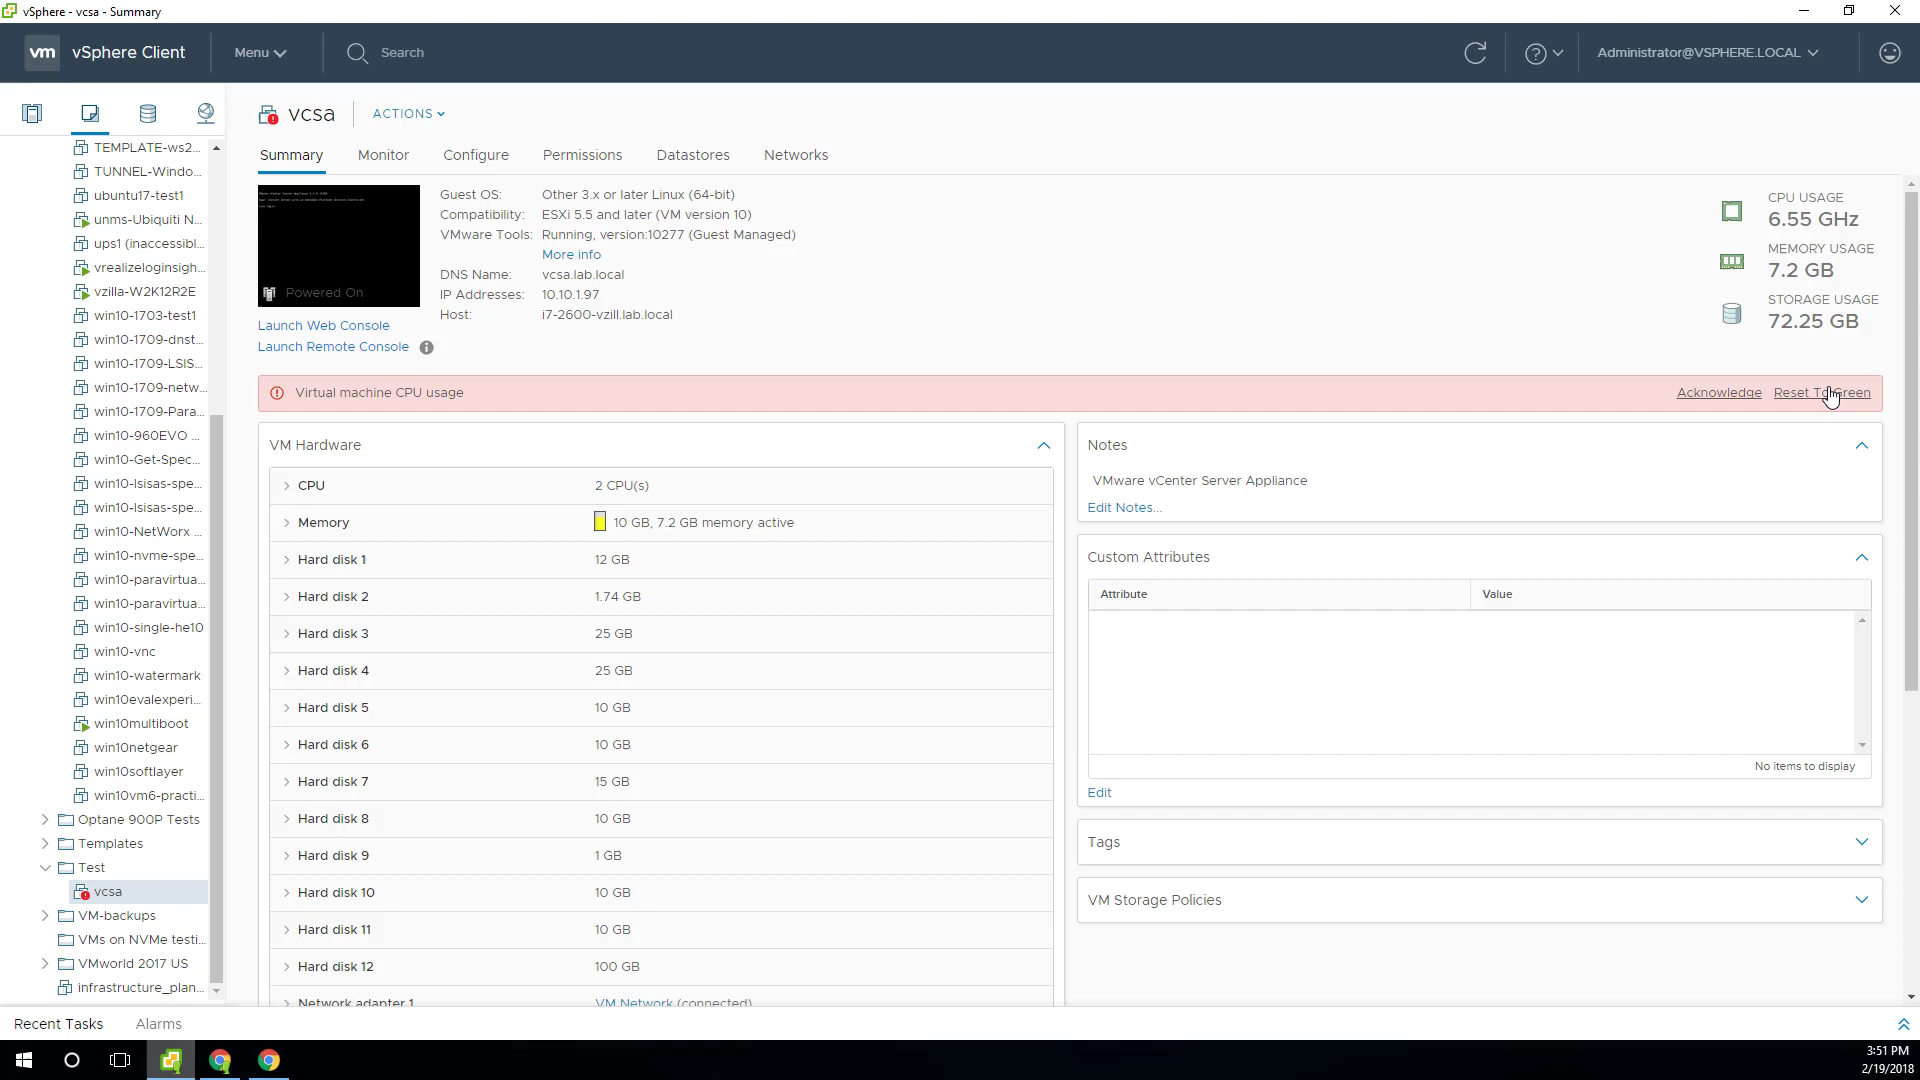 vSphere - vcsa - Summary
vm vSphere Client Menu Search Administrator@VSPHERE.LOCAL
vcsa ACTIONS
Summary Monitor Configure Permissions Datastores Networks
TEMPLATE-ws2...
TUNNEL-Windo...
ubuntu17-test1
unms-Ubiquiti N...
ups1 (inaccessibl...
vrealizeloginsigh...
vzilla-W2K12R2E
win10-1703-test1
win10-1709-dnst...
win10-1709-LSIS...
win10-1709-netw...
win10-1709-Para...
win10-960EVO ...
win10-Get-Spec...
win10-lsisas-spe...
win10-lsisas-spe...
win10-NetWorx ...
win10-nvme-spe...
win10-paravirtua...
win10-paravirtua...
win10-single-he10
win10-vnc
win10-watermark
win10evalexperi...
win10multiboot
win10netgear
win10softlayer
win10vm6-practi...
Optane 900P Tests
Templates
Test
vcsa
VM-backups
VMs on NVMe testi...
VMworld 2017 US
infrastructure_plan...
Powered On
Launch Web Console
Launch Remote Console
Guest OS: Other 3.x or later Linux (64-bit)
Compatibility: ESXi 5.5 and later (VM version 10)
VMware Tools: Running, version:10277 (Guest Managed)
More info
DNS Name: vcsa.lab.local
IP Addresses: 10.10.1.97
Host: i7-2600-vzill.lab.local
CPU USAGE
6.55 GHz
MEMORY USAGE
7.2 GB
STORAGE USAGE
72.25 GB
Virtual machine CPU usage Acknowledge Reset To Green
VM Hardware
CPU 2 CPU(s)
Memory 10 GB, 7.2 GB memory active
Hard disk 1 12 GB
Hard disk 2 1.74 GB
Hard disk 3 25 GB
Hard disk 4 25 GB
Hard disk 5 10 GB
Hard disk 6 10 GB
Hard disk 7 15 GB
Hard disk 8 10 GB
Hard disk 9 1 GB
Hard disk 10 10 GB
Hard disk 11 10 GB
Hard disk 12 100 GB
Network adapter 1 VM Network (connected)
Notes
VMware vCenter Server Appliance
Edit Notes...
Custom Attributes
Attribute Value
No items to display
Edit
Tags
VM Storage Policies
Recent Tasks Alarms
3:51 PM
2/19/2018